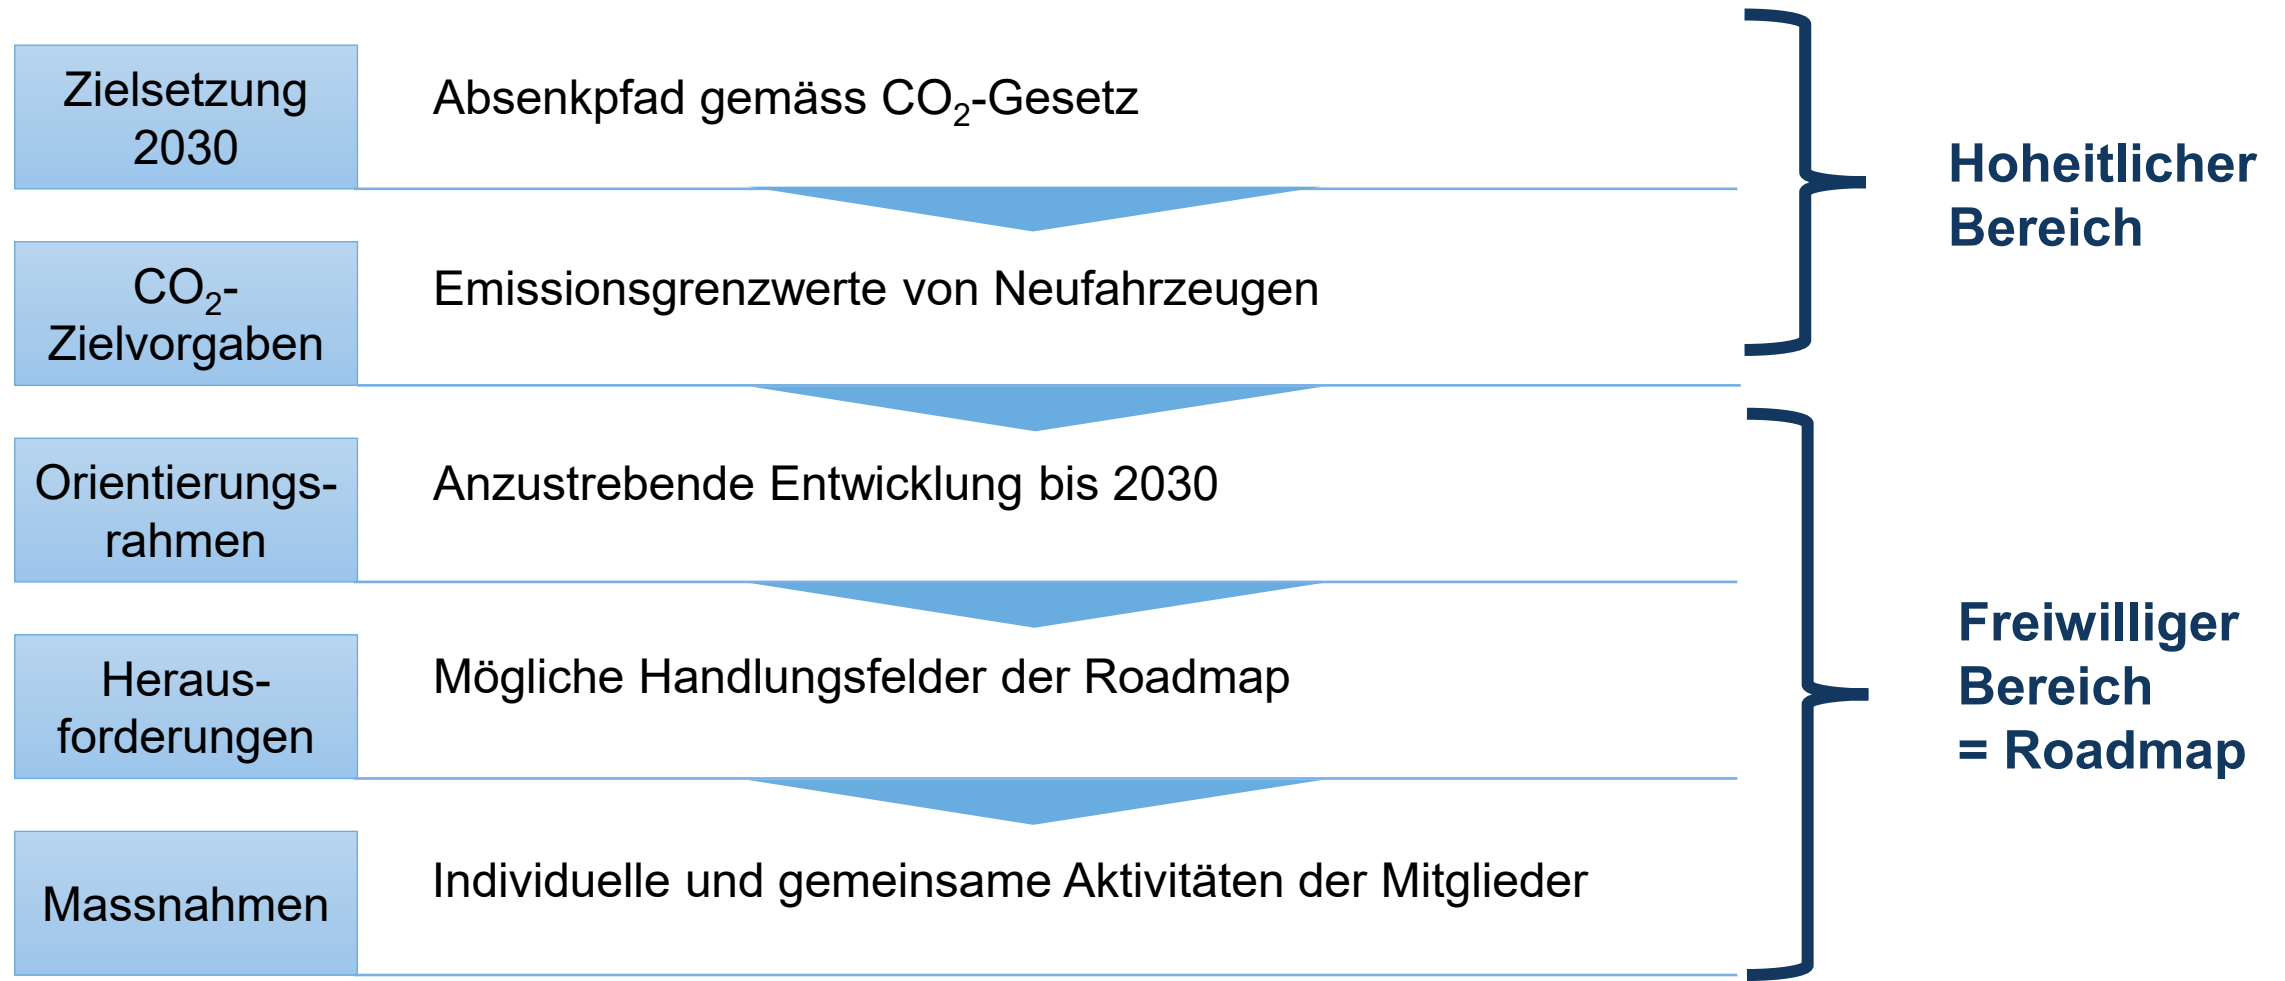 Zielsetzung
2030
Absenkpfad gemäss CO₂-Gesetz
CO₂-
Zielvorgaben
Emissionsgrenzwerte von Neufahrzeugen
Hoheitlicher
Bereich
Orientierungs-
rahmen
Anzustrebende Entwicklung bis 2030
Heraus-
forderungen
Mögliche Handlungsfelder der Roadmap
Massnahmen
Individuelle und gemeinsame Aktivitäten der Mitglieder
Freiwilliger
Bereich
= Roadmap